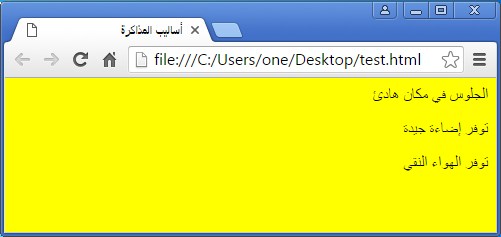 أساليب المذاكرة
file:///C:/Users/one/Desktop/test.html
الجلوس في مكان هادئ
توفر إضاءة جيدة
توفر الهواء النقي